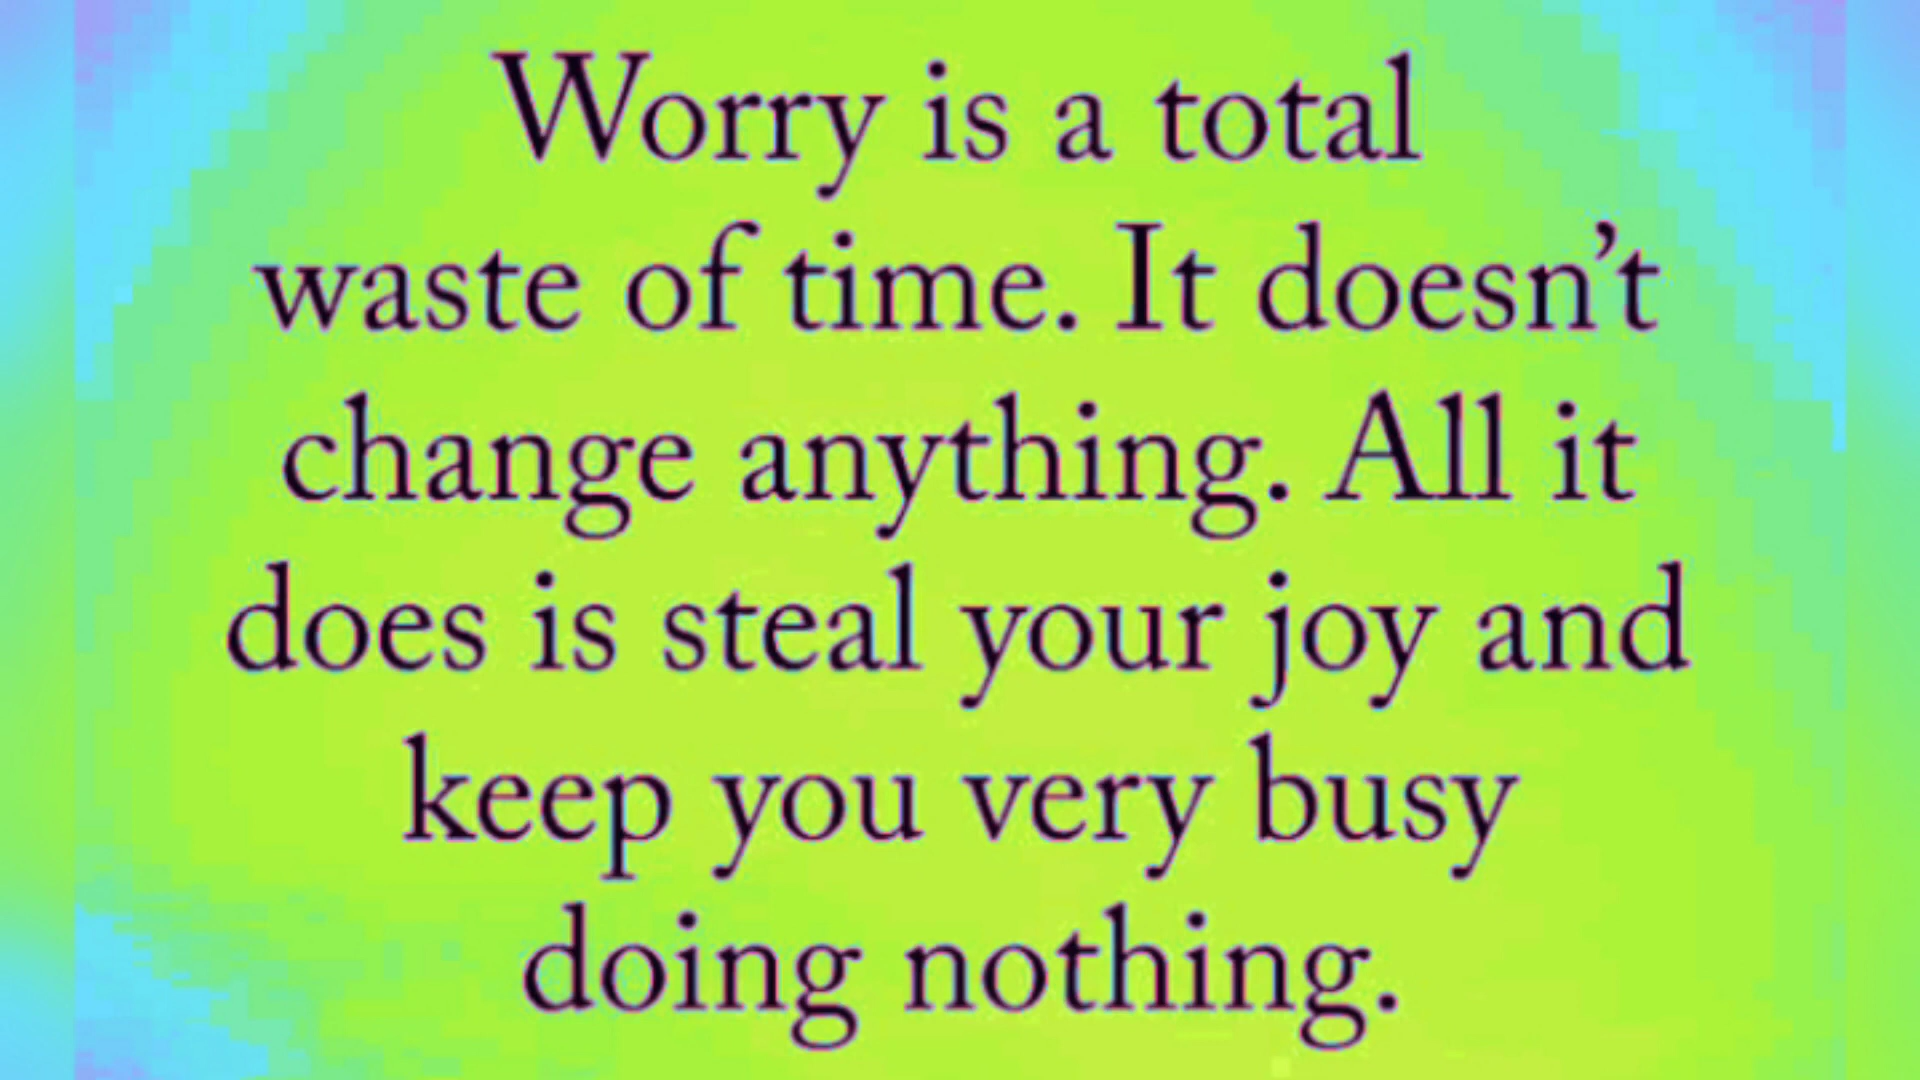 Worry is a total
waste of time. It doesn’t
change anything. All it
does is steal your joy and
keep you very busy
doing nothing.